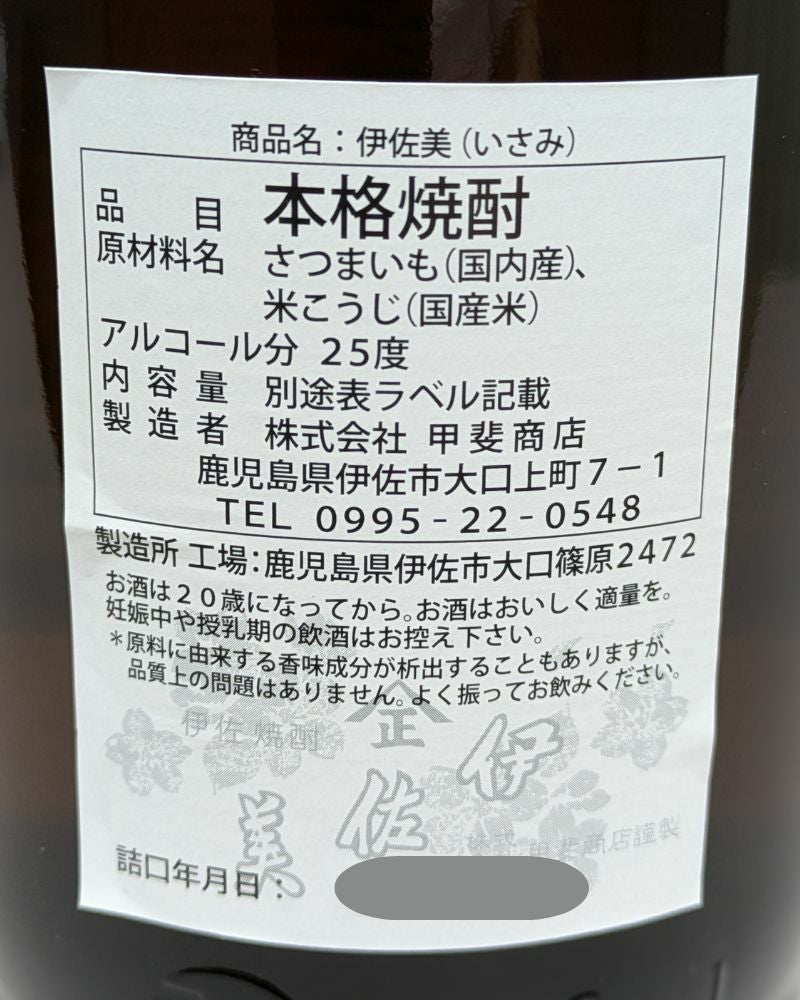 商品名：伊佐美（いさみ）
品目 本格焼酎
原材料名 さつまいも（国内産）、
米こうじ（国産米）
アルコール分 25度
内容量 別途表ラベル記載
製造者 株式会社 甲斐商店
鹿児島県伊佐市大口上町7－1
TEL 0995-22-0548
製造所 工場：鹿児島県伊佐市大口篠原2472
お酒は２０歳になってから。お酒はおいしく適量を。
妊娠中や授乳期の飲酒はお控え下さい。
＊原料に由来する香味成分が析出することもありますが、
品質上の問題はありません。よく振ってお飲みください。
正
伊佐焼酎
伊
佐
美
株式 甲斐商店謹製
詰口年月日：